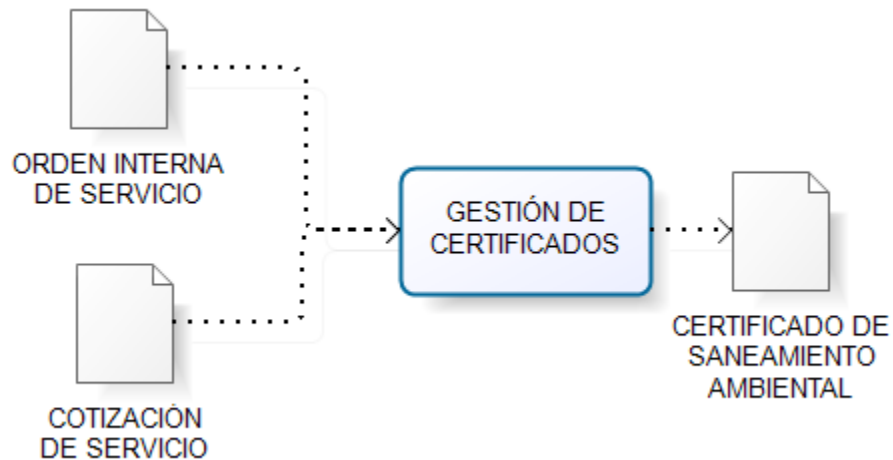 ORDEN INTERNA
DE SERVICIO
GESTIÓN DE
CERTIFICADOS
COTIZACIÓN
DE SERVICIO
CERTIFICADO DE
SANEAMIENTO
AMBIENTAL